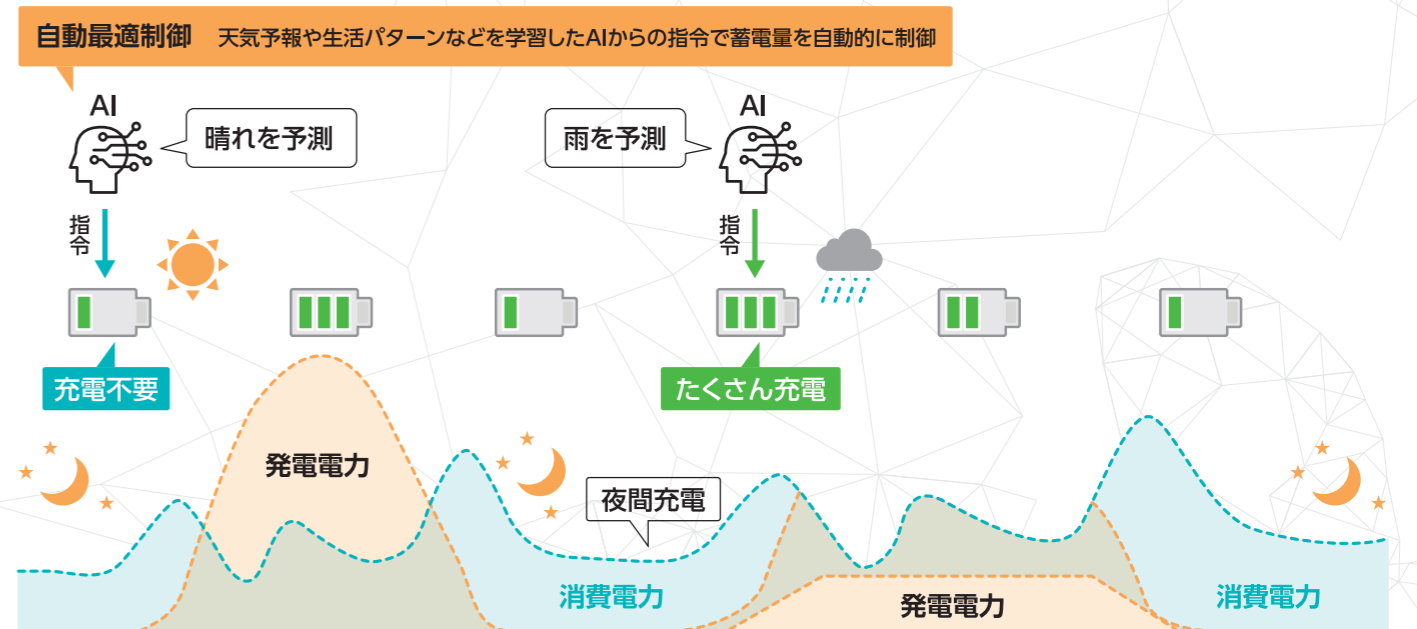 自動最適制御 天気予報や生活パターンなどを学習したAIからの指令で蓄電量を自動的に制御
AI
晴れを予測
指令
充電不要
雨を予測
AI
指令
たくさん充電
発電電力
夜間充電
消費電力
発電電力
消費電力